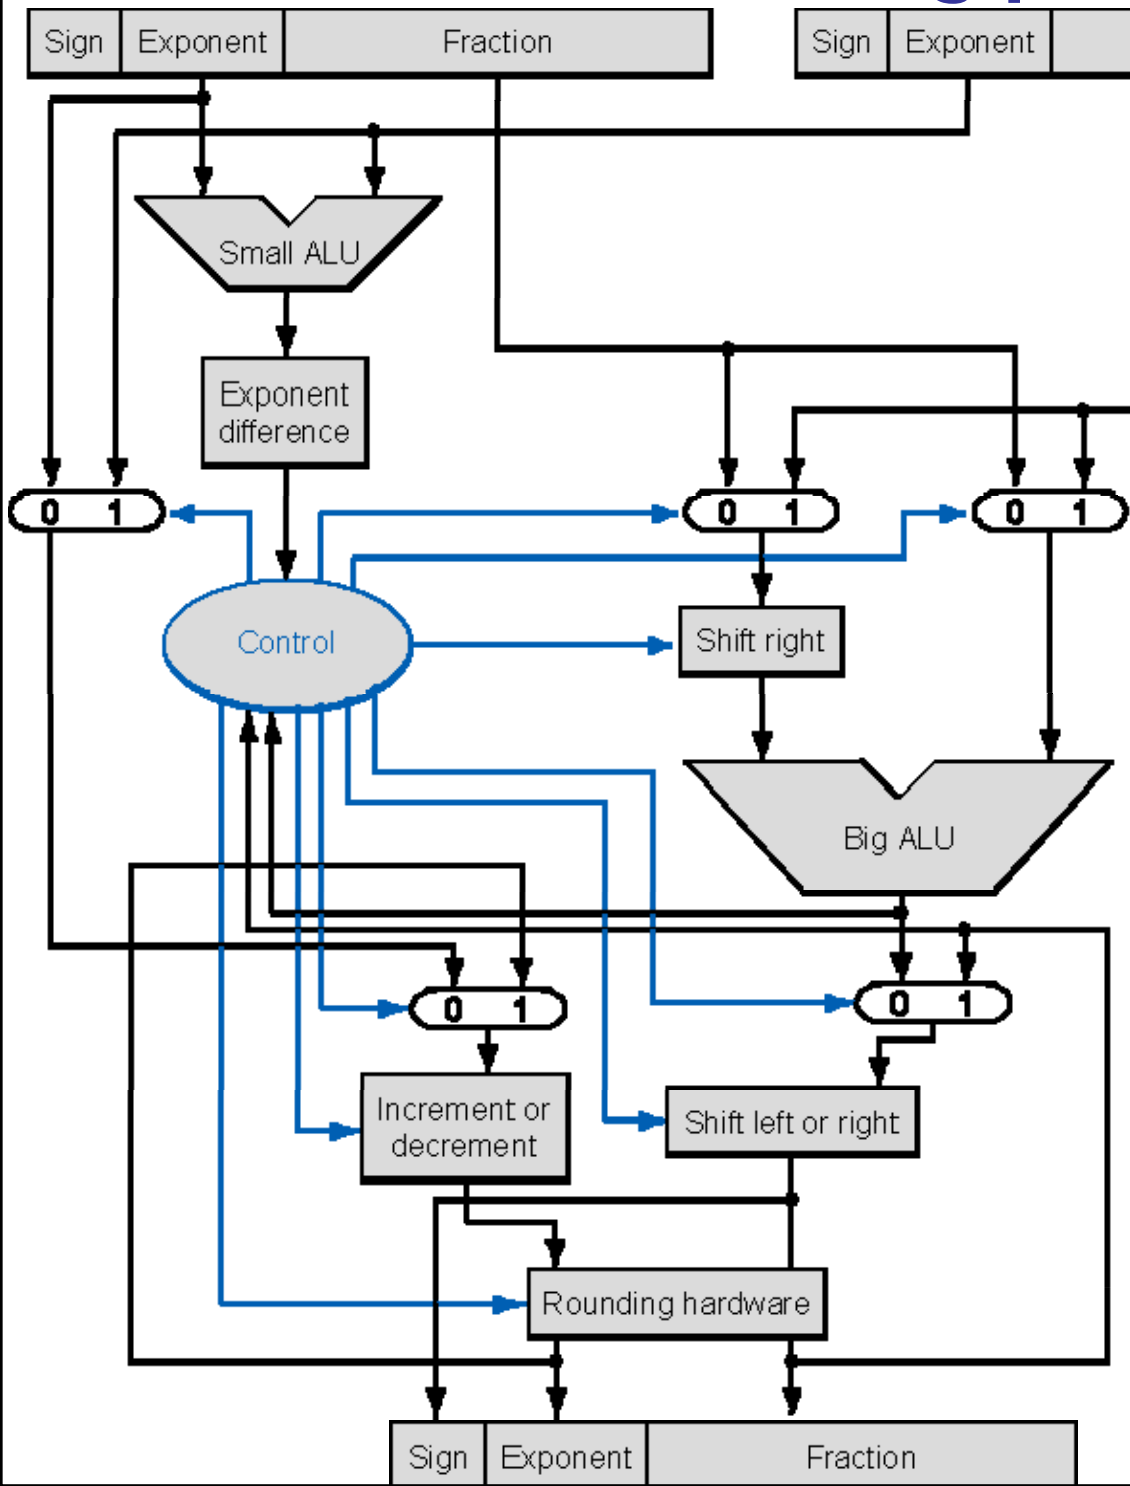 Sign Exponent Fraction Sign Exponent
Small ALU
Exponent
difference
0 1
0 1
0 1
Control
Shift right
Big ALU
0 1
0 1
Increment or
decrement
Shift left or right
Rounding hardware
Sign Exponent Fraction